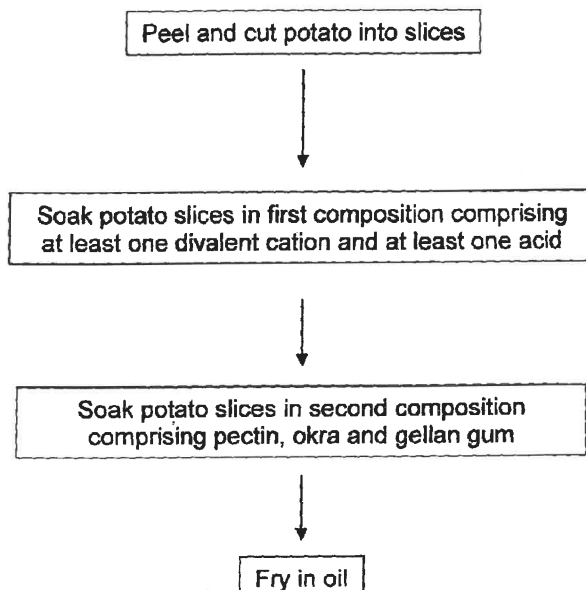 Peel and cut potato into slices
Soak potato slices in first composition comprising
at least one divalent cation and at least one acid
Soak potato slices in second composition
comprising pectin, okra and gellan gum
Fry in oil